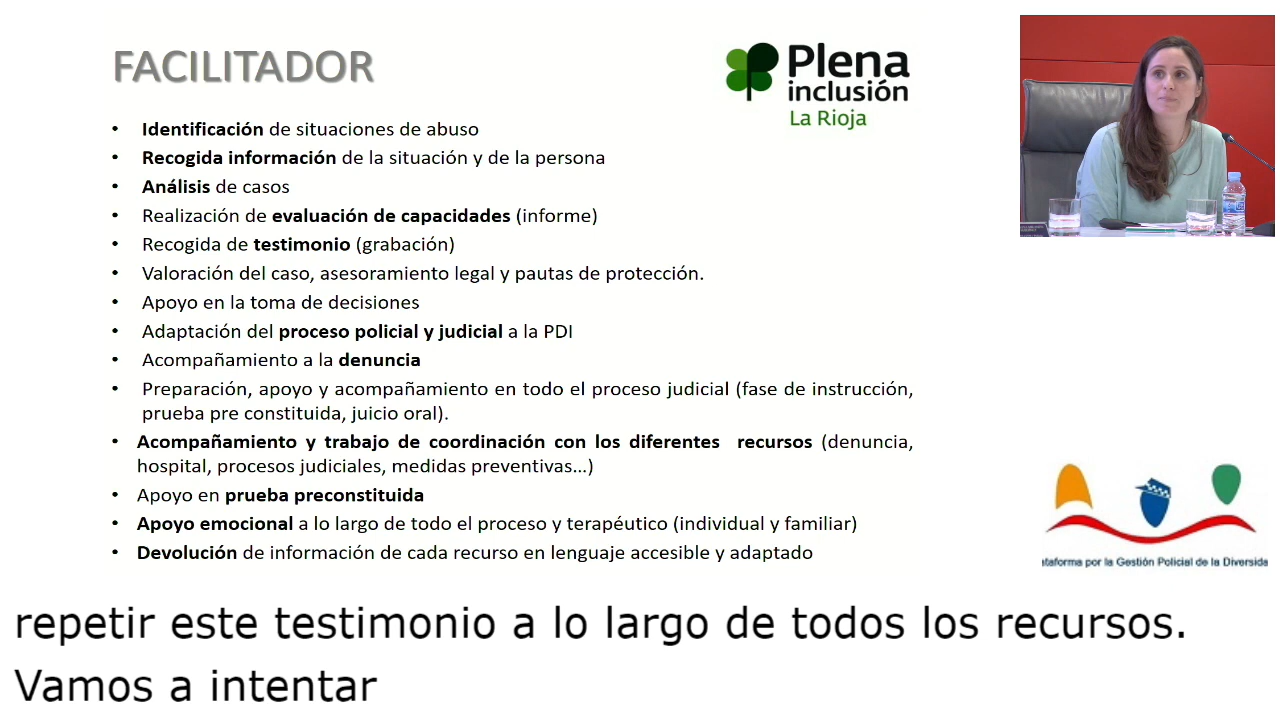 FACILITADOR
Plena
inclusión
La Rioja
• Identificación de situaciones de abuso
• Recogida información de la situación y de la persona
• Análisis de casos
• Realización de evaluación de capacidades (informe)
• Recogida de testimonio (grabación)
• Valoración del caso, asesoramiento legal y pautas de protección.
• Apoyo en la toma de decisiones
• Adaptación del proceso policial y judicial a la PDI
• Acompañamiento a la denuncia
• Preparación, apoyo y acompañamiento en todo el proceso judicial (fase de instrucción,
prueba pre constituida, juicio oral).
• Acompañamiento y trabajo de coordinación con los diferentes recursos (denuncia,
hospital, procesos judiciales, medidas preventivas...)
• Apoyo en prueba preconstituida
• Apoyo emocional a lo largo de todo el proceso y terapéutico (individual y familiar)
• Devolución de información de cada recurso en lenguaje accesible y adaptado
ataforma por la Gestión Policial de la Diversida
repetir este testimonio a lo largo de todos los recursos.
Vamos a intentar